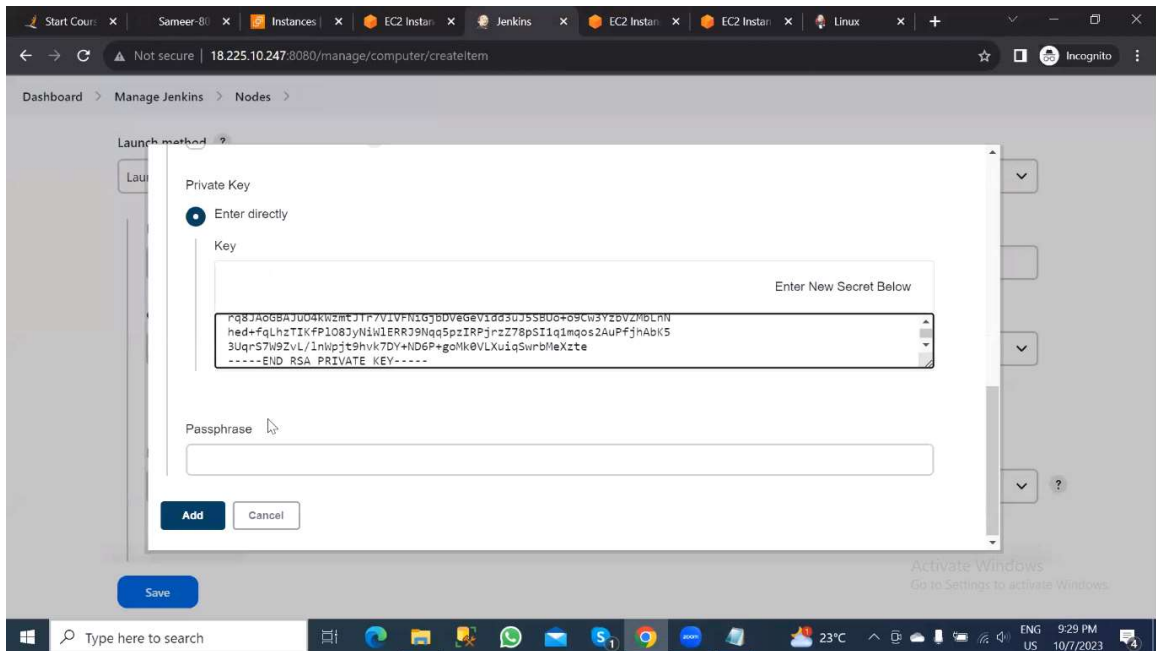 Start Cours
Sameer-80
Instances
EC2 Instan
Jenkins
EC2 Instan
EC2 Instan
Linux
Not secure | 18.225.10.247:8080/manage/computer/createItem
Incognito
Dashboard > Manage Jenkins > Nodes >
Launch method ?
Lau
Private Key
Enter directly
Key
Enter New Secret Below
-----END RSA PRIVATE KEY-----
Passphrase
Add
Cancel
?
Save
Activate Windows
Go to Settings to activate Windows.
Type here to search
23°C
ENG
9:29 PM
US
10/7/2023